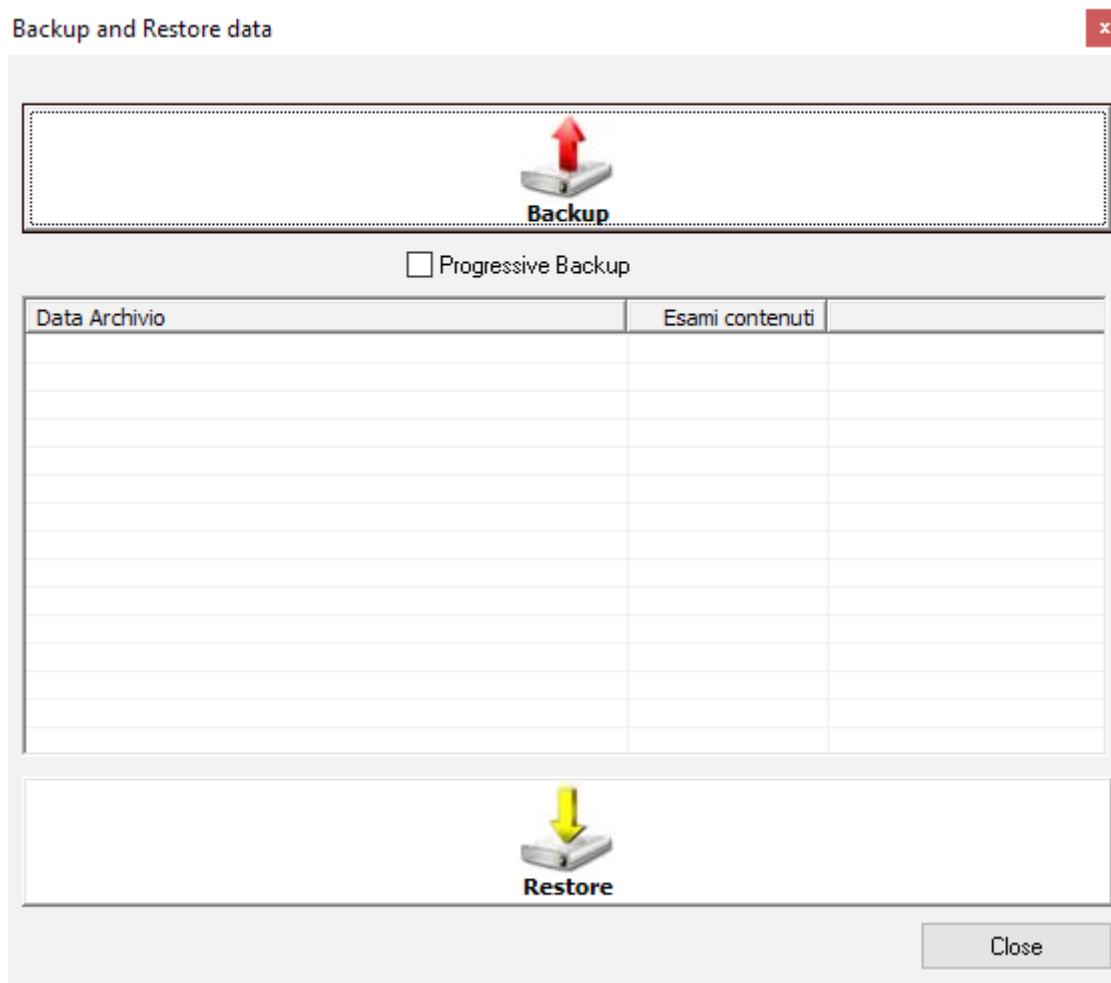 Backup and Restore data
x
Backup
Progressive Backup
Data Archivio Esami contenuti
Restore
Close